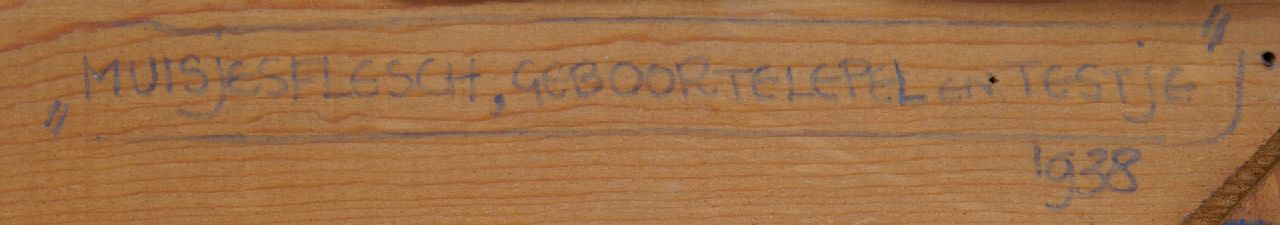 „MUISJESFLESCH, GEBOORTELEPEL EN TESTJE"
1938